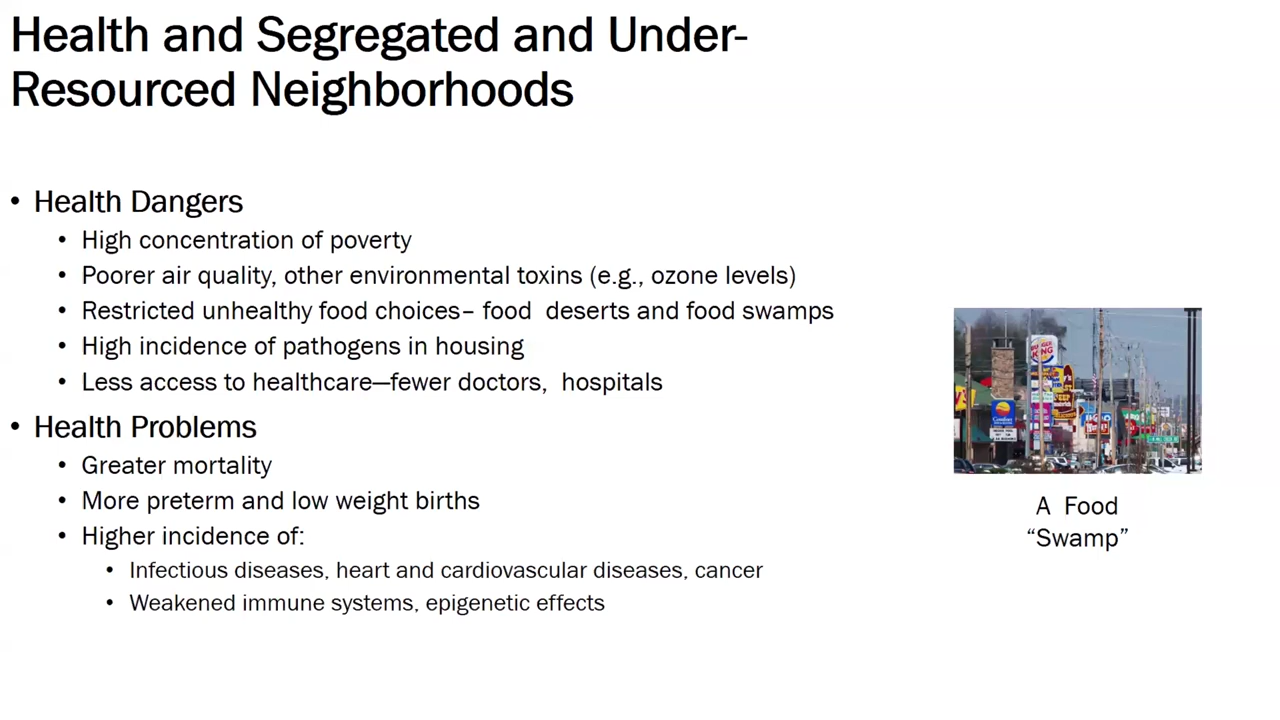 Health and Segregated and Under-
Resourced Neighborhoods
• Health Dangers
• High concentration of poverty
• Poorer air quality, other environmental toxins (e.g., ozone levels)
• Restricted unhealthy food choices– food  deserts and food swamps
• High incidence of pathogens in housing
• Less access to healthcare—fewer doctors,  hospitals
• Health Problems
• Greater mortality
• More preterm and low weight births
• Higher incidence of:
• Infectious diseases, heart and cardiovascular diseases, cancer
• Weakened immune systems, epigenetic effects
BURGER
KING
Comfort
A  Food
“Swamp”